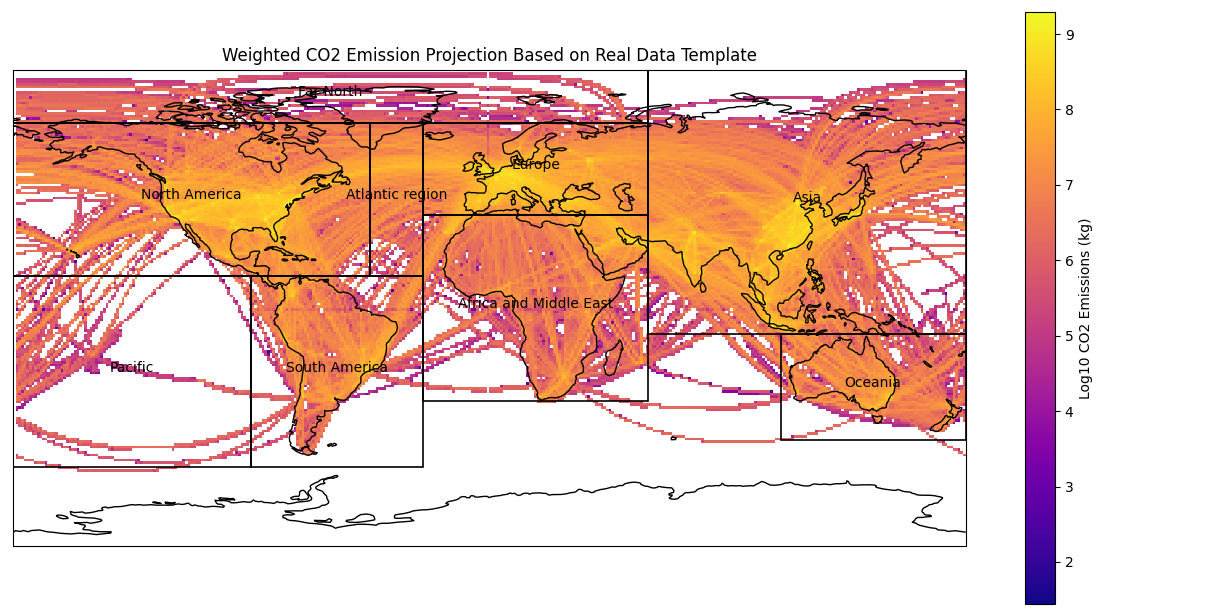 Weighted CO2 Emission Projection Based on Real Data Template
Far North
Europe
North America
Atlantic region
Asia
Africa and Middle East
Pacific
South America
Oceania
9
8
7
6
5
4
3
2
Log10 CO2 Emissions (kg)